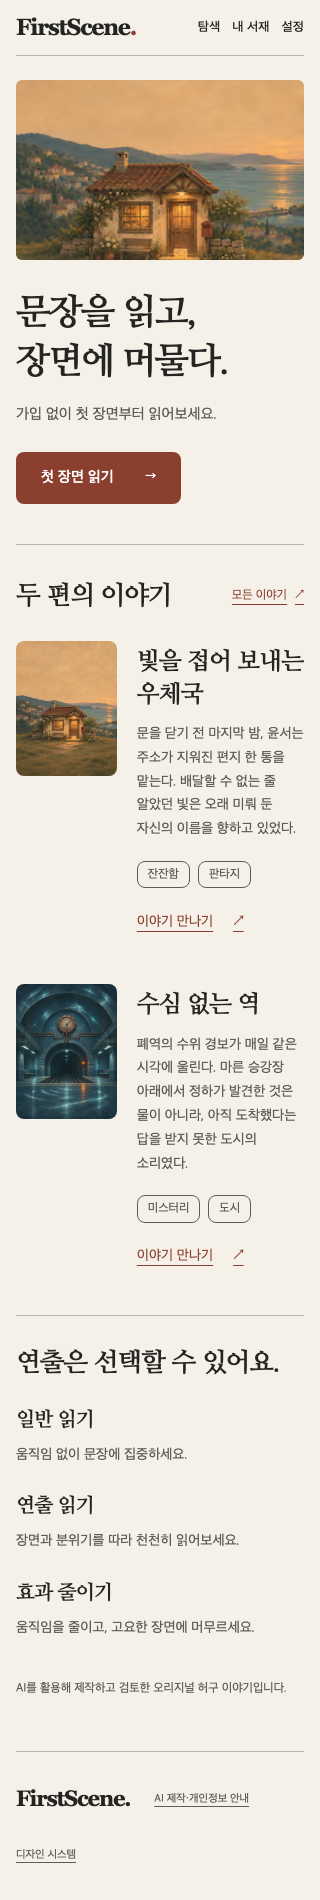 FirstScene.
탐색 내 서재 설정
문장을 읽고,
장면에 머물다.
가입 없이 첫 장면부터 읽어보세요.
첫 장면 읽기 →
두 편의 이야기
모든 이야기 ↗
빛을 접어 보내는
우체국
문을 닫기 전 마지막 밤, 윤서는
주소가 지워진 편지 한 통을
맡는다. 배달할 수 없는 줄
알았던 빛은 오래 미뤄 둔
자신의 이름을 향하고 있었다.
잔잔함 판타지
이야기 만나기 ↗
수심 없는 역
폐역의 수위 경보가 매일 같은
시각에 울린다. 마른 승강장
아래에서 정하가 발견한 것은
물이 아니라, 아직 도착했다는
답을 받지 못한 도시의
소리였다.
미스터리 도시
이야기 만나기 ↗
연출은 선택할 수 있어요.
일반 읽기
움직임 없이 문장에 집중하세요.
연출 읽기
장면과 분위기를 따라 천천히 읽어보세요.
효과 줄이기
움직임을 줄이고, 고요한 장면에 머무르세요.
AI를 활용해 제작하고 검토한 오리지널 허구 이야기입니다.
FirstScene.
AI 제작·개인정보 안내
디자인 시스템